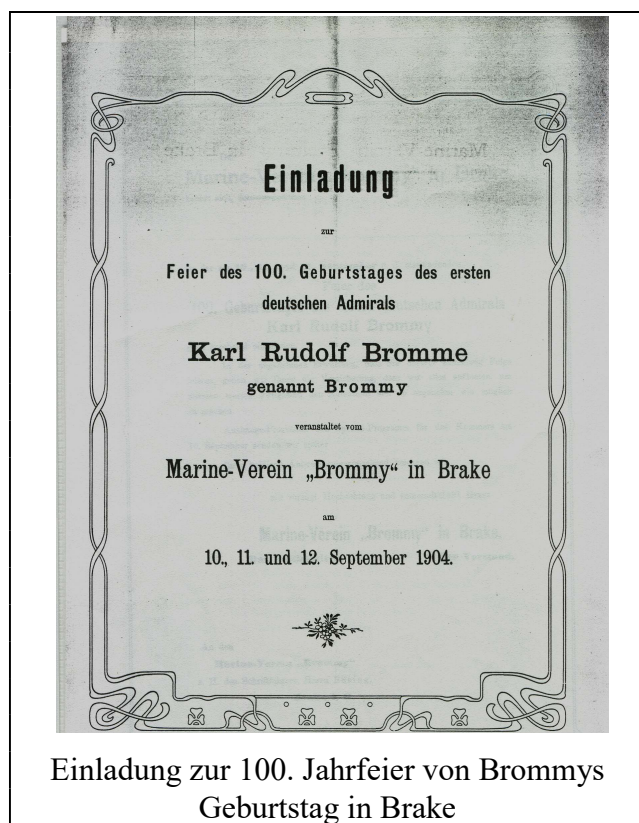 Einladung
zur
Feier des 100. Geburtstages des ersten
deutschen Admirals
Karl Rudolf Bromme
genannt Brommy
veranstaltet vom
Marine-Verein „Brommy“ in Brake
am
10., 11. und 12. September 1904.
Einladung zur 100. Jahrfeier von Brommys
Geburtstag in Brake